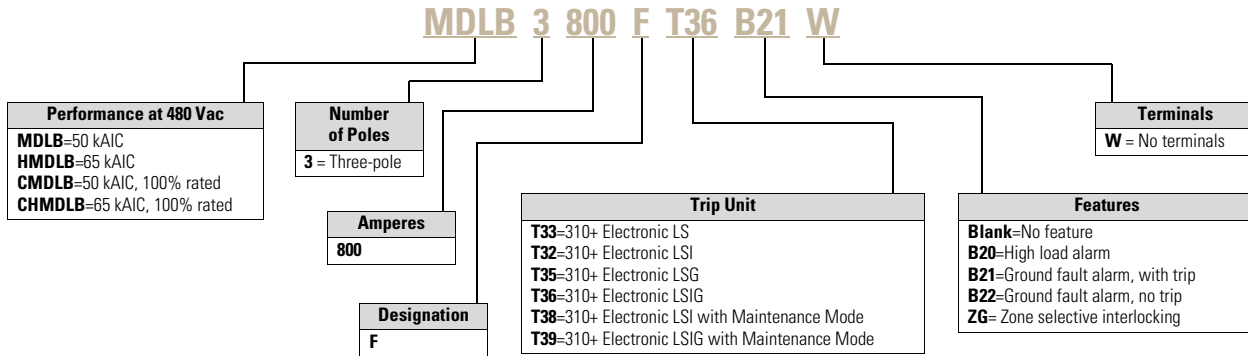 MDLB 3 800 F T36 B21 W
Performance at 480 Vac
MDLB=50 kAIC
HMDLB=65 kAIC
CMDLB=50 kAIC, 100% rated
CHMDLB=65 kAIC, 100% rated
Number
of Poles
3 = Three-pole
Amperes
800
Designation
F
Trip Unit
T33=310+ Electronic LS
T32=310+ Electronic LSI
T35=310+ Electronic LSG
T36=310+ Electronic LSIG
T38=310+ Electronic LSI with Maintenance Mode
T39=310+ Electronic LSIG with Maintenance Mode
Features
Blank=No feature
B20=High load alarm
B21=Ground fault alarm, with trip
B22=Ground fault alarm, no trip
ZG= Zone selective interlocking
Terminals
W = No terminals